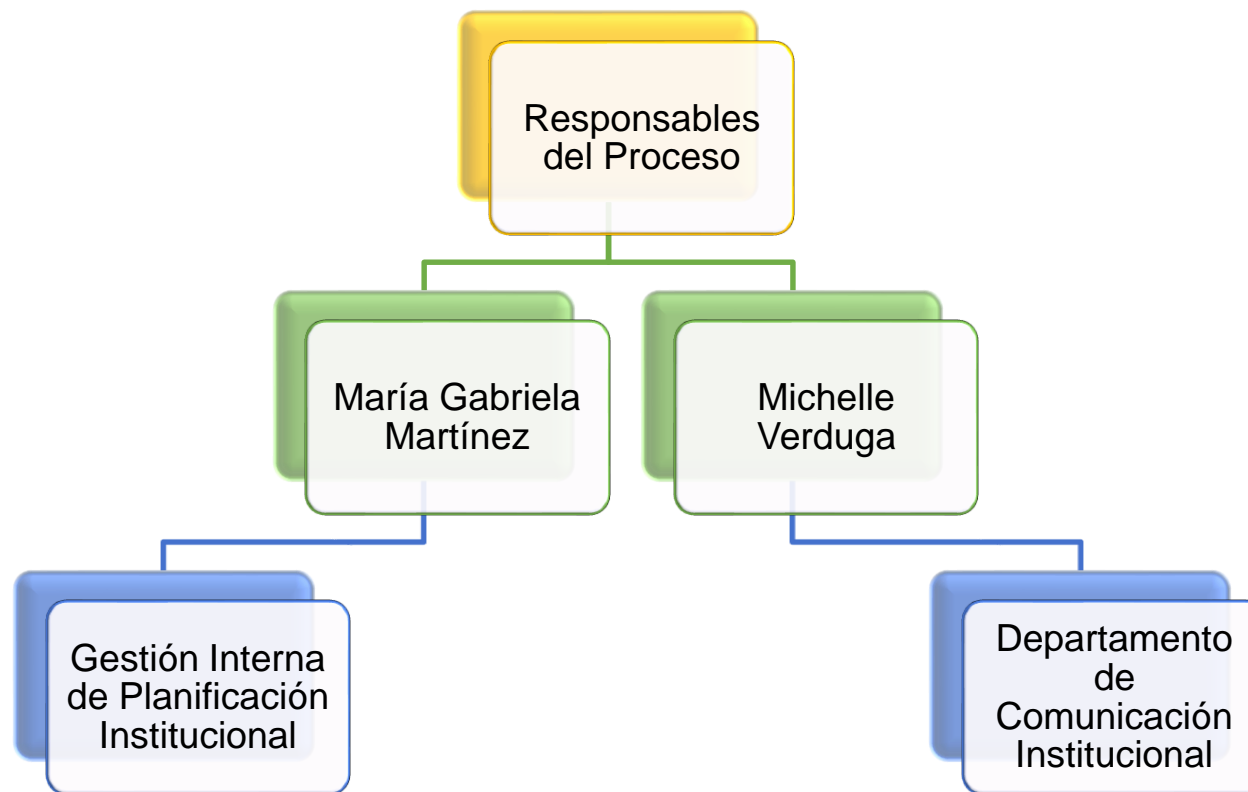 Responsables
del Proceso
María Gabriela
Martínez
Michelle
Verduga
Gestión Interna
de Planificación
Institucional
Departamento
de
Comunicación
Institucional